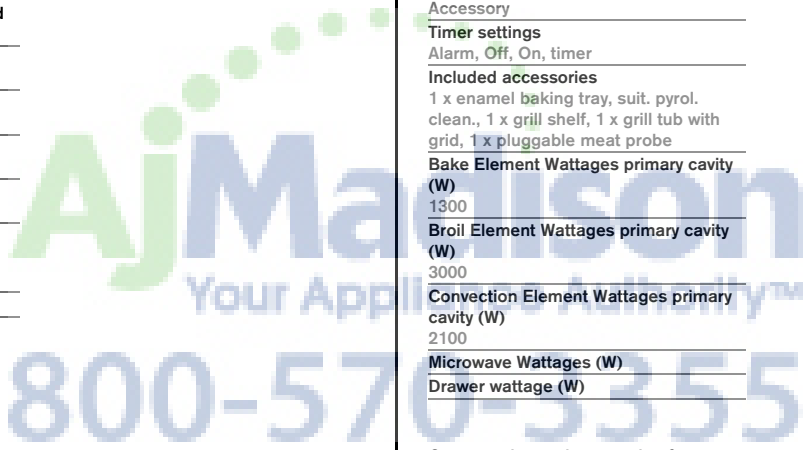 Accessory
Timer settings
Alarm, Off, On, timer
Included accessories
1 x enamel baking tray, suit. pyrol.
clean., 1 x grill shelf, 1 x grill tub with
grid, 1 x pluggable meat probe
Bake Element Wattages primary cavity
(W)
1300
Broil Element Wattages primary cavity
(W)
3000
Convection Element Wattages primary
cavity (W)
2100
Microwave Wattages (W)
Drawer wattage (W)
AjMadison
Your Appliance Authority™
800-570-3355